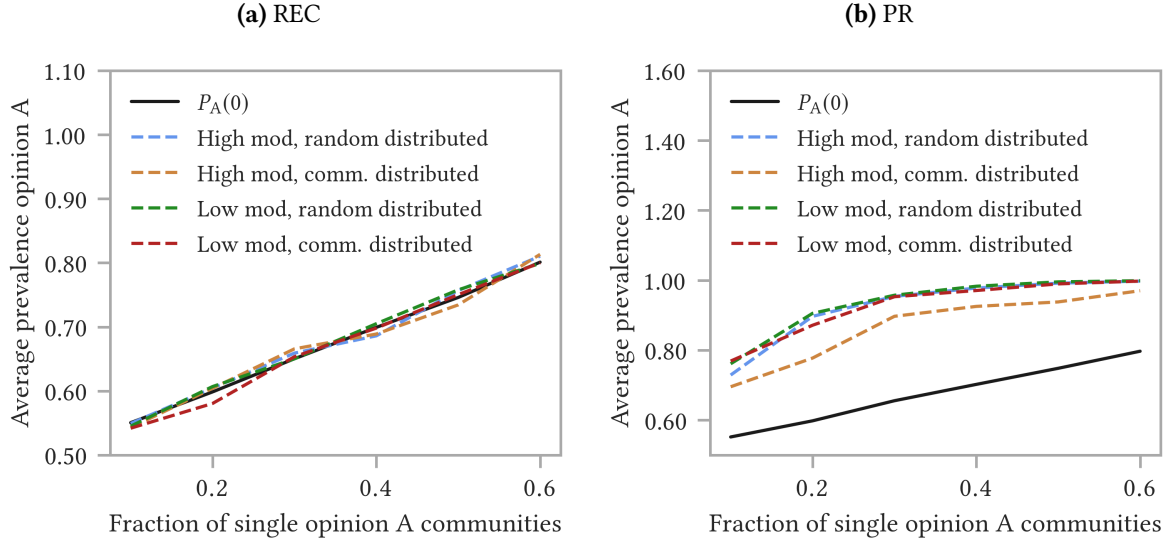 (a) REC
1.10
1.00
0.90
0.80
0.70
0.60
0.50
Average prevalence opinion A
P_A(0)
High mod, random distributed
High mod, comm. distributed
Low mod, random distributed
Low mod, comm. distributed
0.2 0.4 0.6
Fraction of single opinion A communities
(b) PR
1.60
1.40
1.20
1.00
0.80
0.60
Average prevalence opinion A
P_A(0)
High mod, random distributed
High mod, comm. distributed
Low mod, random distributed
Low mod, comm. distributed
0.2 0.4 0.6
Fraction of single opinion A communities